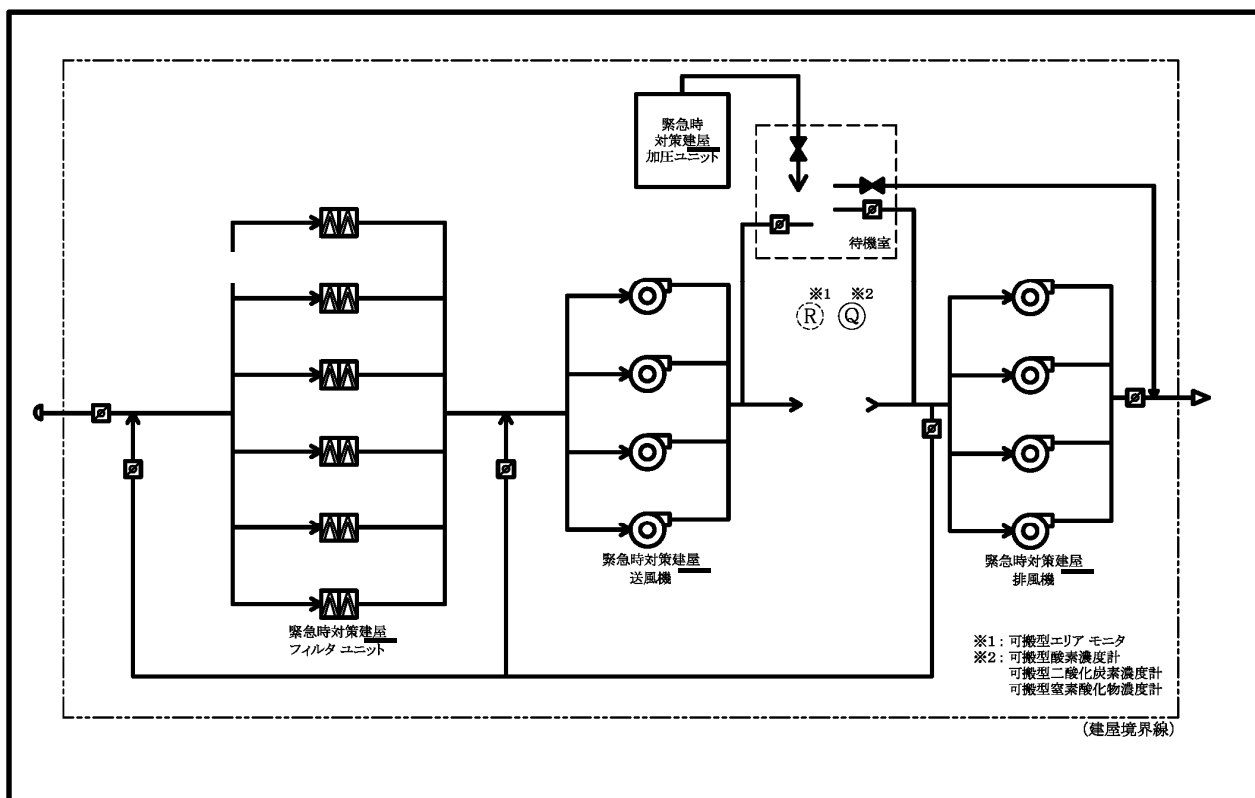 緊急時
対策建屋
加圧ユニット
待機室
※1 ※2
R Q
緊急時対策建屋
送風機
緊急時対策建屋
排風機
緊急時対策建屋
フィルタ ユニット
※1：可搬型エリア モニタ
※2：可搬型酸素濃度計
可搬型二酸化炭素濃度計
可搬型窒素酸化物濃度計
(建屋境界線)